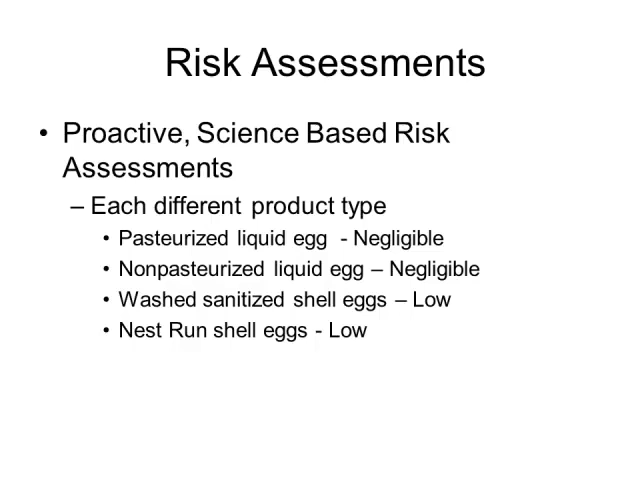 Risk Assessments
• Proactive, Science Based Risk
Assessments
– Each different product type
• Pasteurized liquid egg - Negligible
• Nonpasteurized liquid egg – Negligible
• Washed sanitized shell eggs – Low
• Nest Run shell eggs - Low